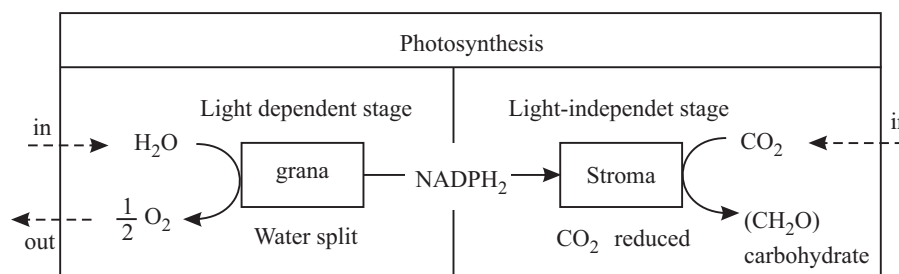 Photosynthesis
Light dependent stage
Light-independet stage
in
H₂O
grana
NADPH₂
Stroma
CO₂
in
out
1/2 O₂
Water split
CO₂ reduced
(CH₂O)
carbohydrate